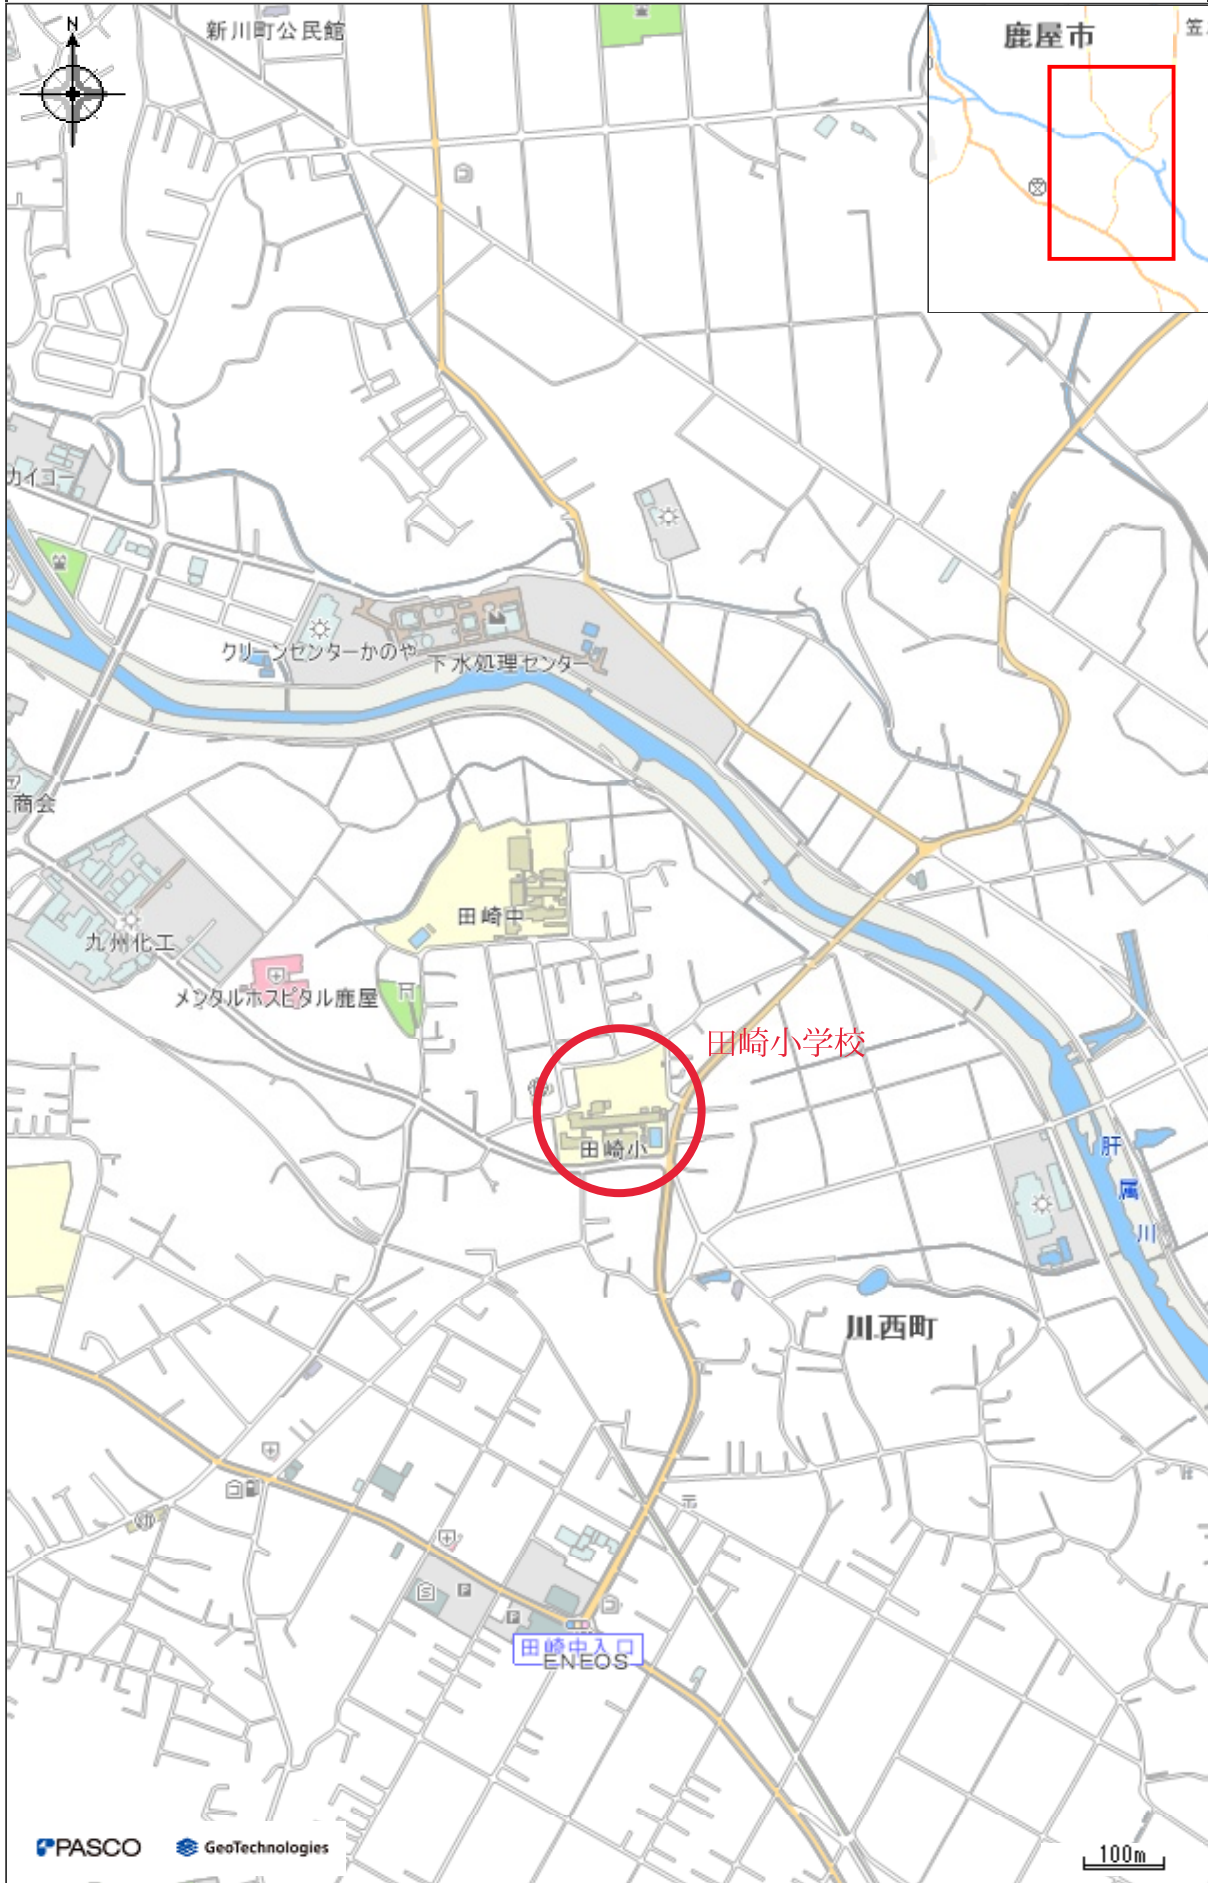 新川町公民館
N
鹿屋市
笠
カイヨー
クリーンセンターかのや
下水処理センター
商会
田崎中
九州化工
メンタルホスピタル鹿屋
田崎小学校
田崎小
肝属川
川西町
田崎中入口
ENEOS
PASCO
GeoTechnologies
100m